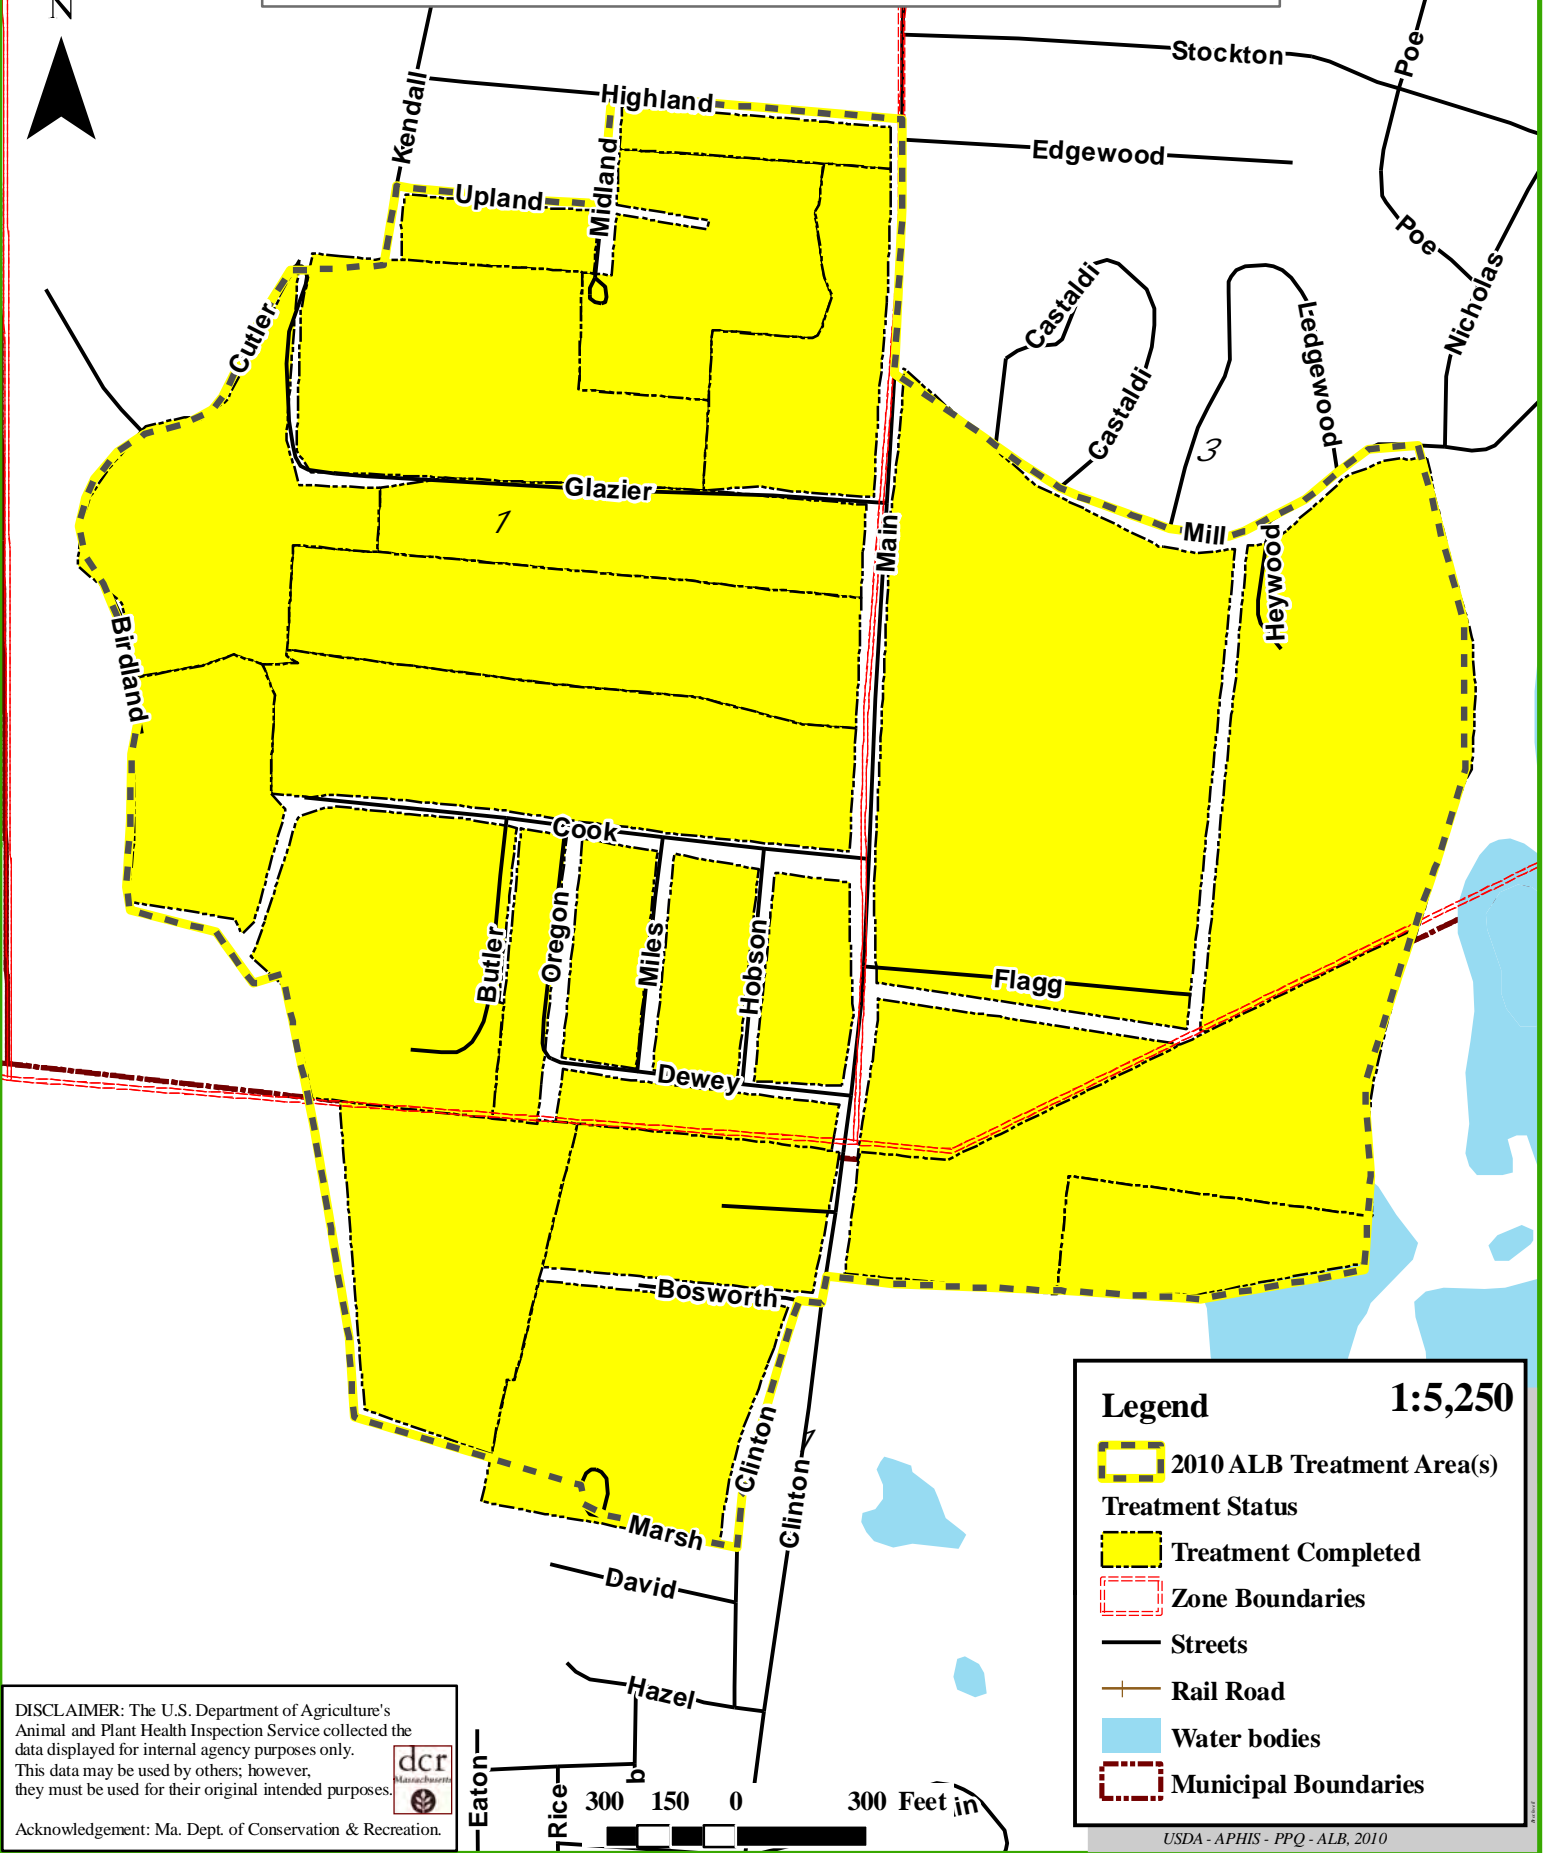 N
Stockton
Poe
Kendall
Highland
Edgewood
Midland
Upland
Poe
Nicholas
Castaldi
Cutler
Ledgewood
Castaldi
3
Glazier
1
Main
Mill
Heywood
Birdland
Cook
Butler
Oregon
Miles
Hobson
Flagg
Dewey
Bosworth
Clinton
Clinton
Marsh
David
Hazel
Eaton
Rice
b
in
300 150 0 300 Feet
Legend 1:5,250
2010 ALB Treatment Area(s)
Treatment Status
Treatment Completed
Zone Boundaries
Streets
Rail Road
Water bodies
Municipal Boundaries
USDA - APHIS - PPQ - ALB, 2010
DISCLAIMER: The U.S. Department of Agriculture's
Animal and Plant Health Inspection Service collected the
data displayed for internal agency purposes only.
This data may be used by others; however,
they must be used for their original intended purposes.
dcr
Massachusetts
Acknowledgement: Ma. Dept. of Conservation & Recreation.